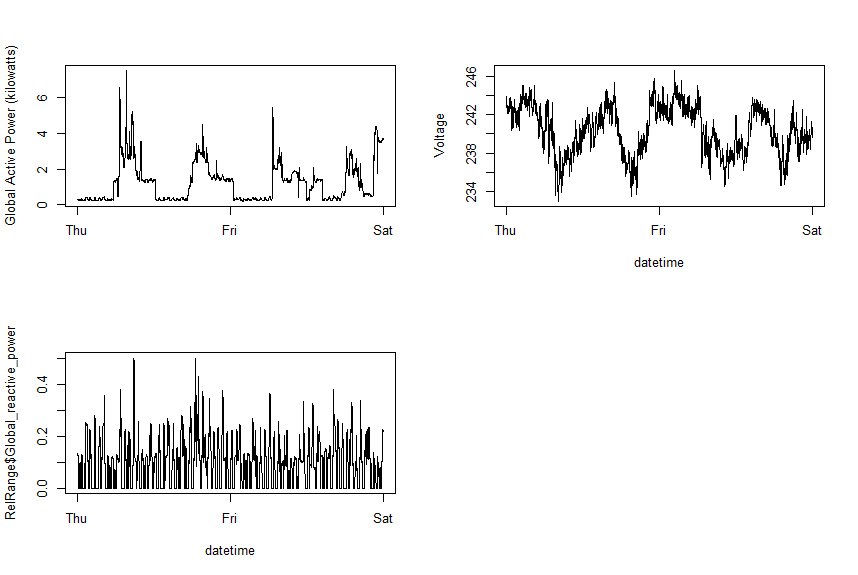 Global Active Power (kilowatts)
0 2 4 6
Thu Fri Sat
Voltage
234 238 242 246
Thu Fri Sat
datetime
RelRange$Global_reactive_power
0.0 0.2 0.4
Thu Fri Sat
datetime